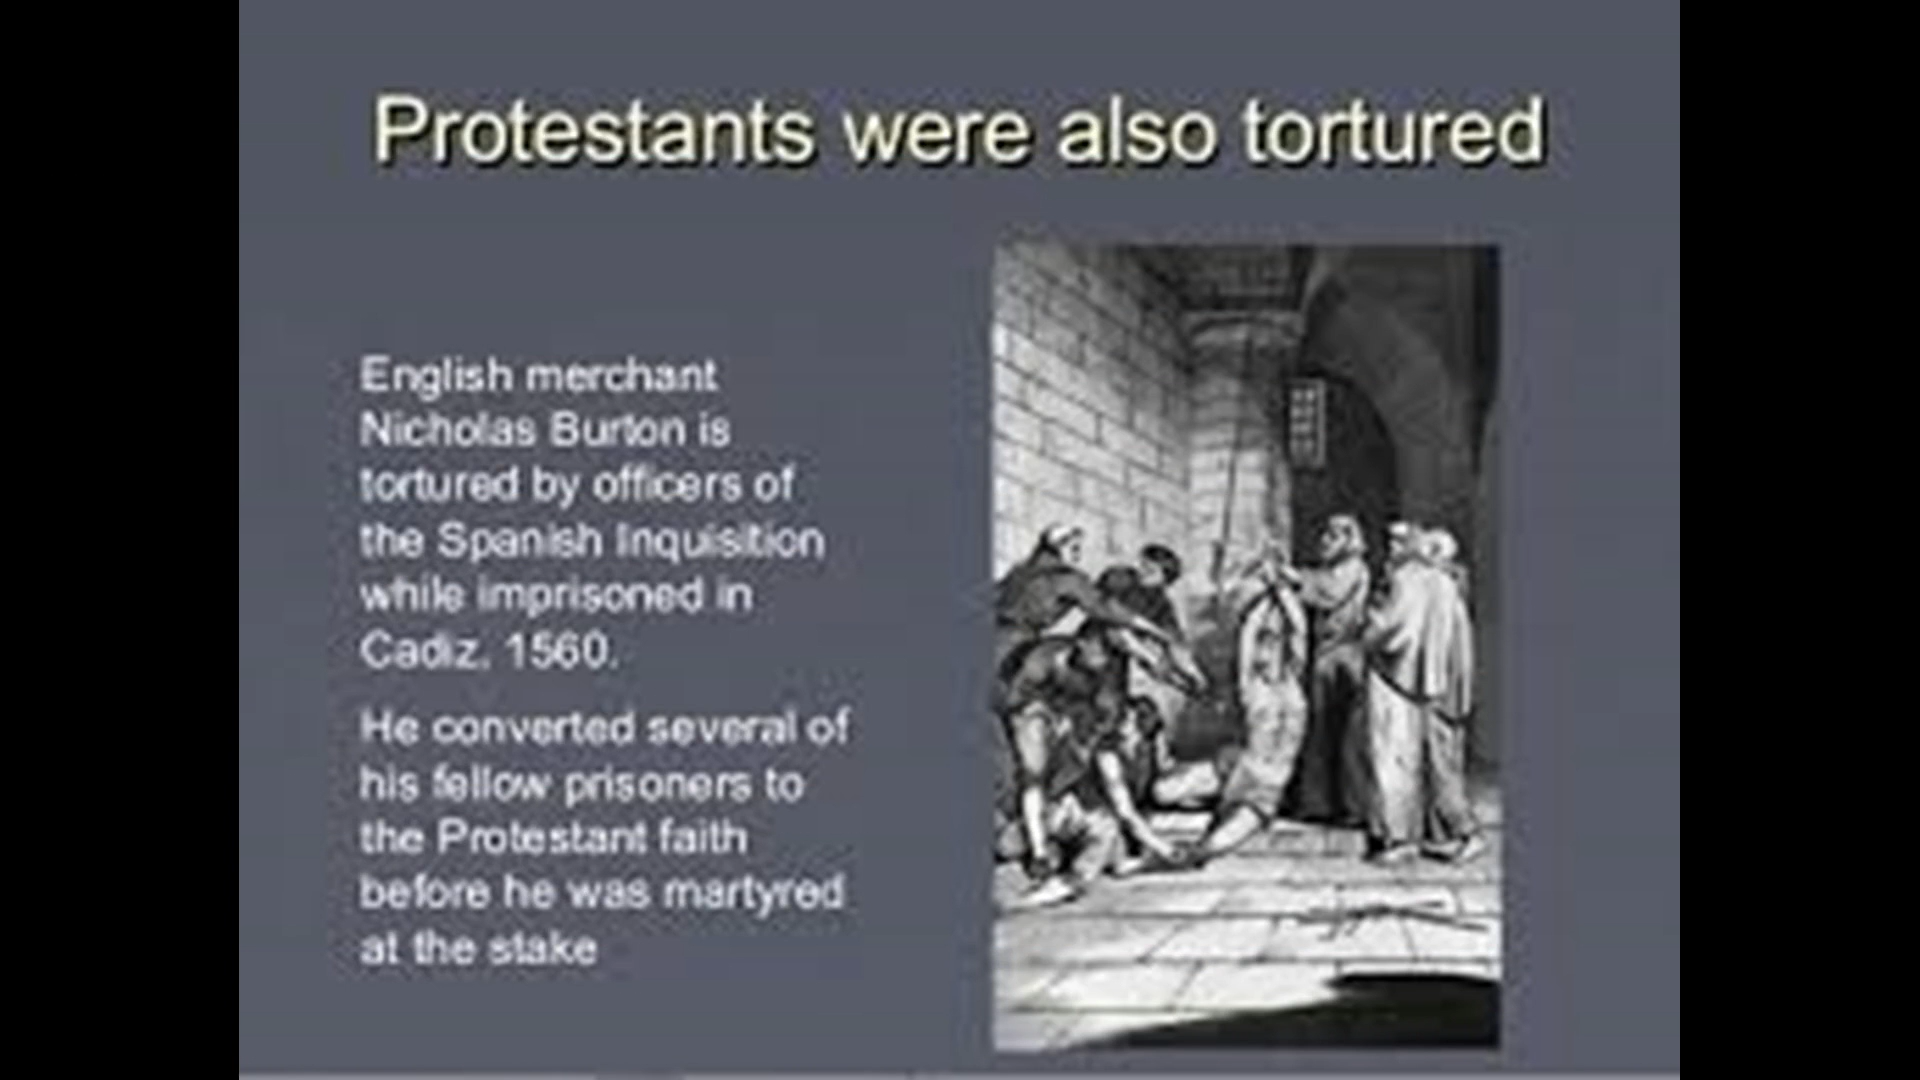 Protestants were also tortured
English merchant
Nicholas Burton is
tortured by officers of
the Spanish Inquisition
while imprisoned in
Cadiz, 1560.
He converted several of
his fellow prisoners to
the Protestant faith
before he was martyred
at the stake